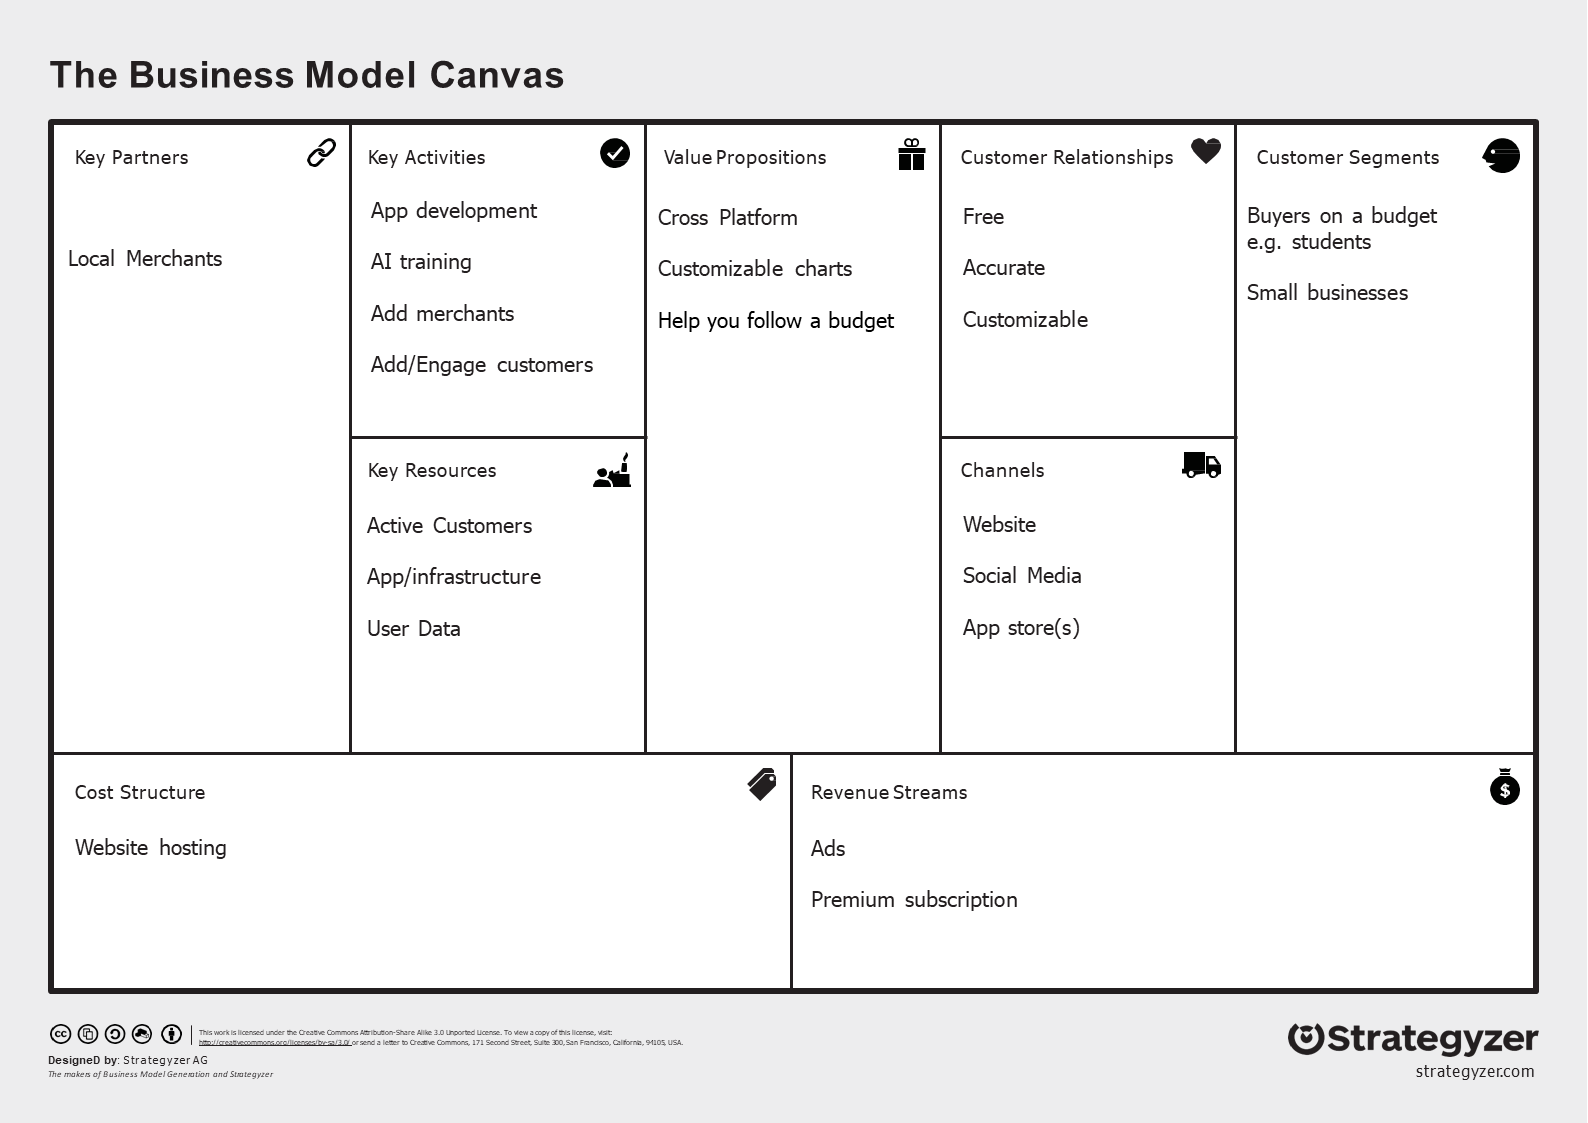 The Business Model Canvas
Key Partners
Local Merchants
Key Activities
App development
AI training
Add merchants
Add/Engage customers
Key Resources
Active Customers
App/infrastructure
User Data
Value Propositions
Cross Platform
Customizable charts
Help you follow a budget
Customer Relationships
Free
Accurate
Customizable
Channels
Website
Social Media
App store(s)
Customer Segments
Buyers on a budget
e.g. students
Small businesses
Cost Structure
Website hosting
Revenue Streams
$
Ads
Premium subscription
cc
This work is licensed under the Creative Commons Attribution-Share Alike 3.0 Unported License. To view a copy of this license, visit:
http://creativecommons.org/licenses/by-sa/3.0/ or send a letter to Creative Commons, 171 Second Street, Suite 300, San Francisco, California, 94105, USA.
DesigneD by: Strategyzer AG
The makers of Business Model Generation and Strategyzer
Strategyzer
strategyzer.com